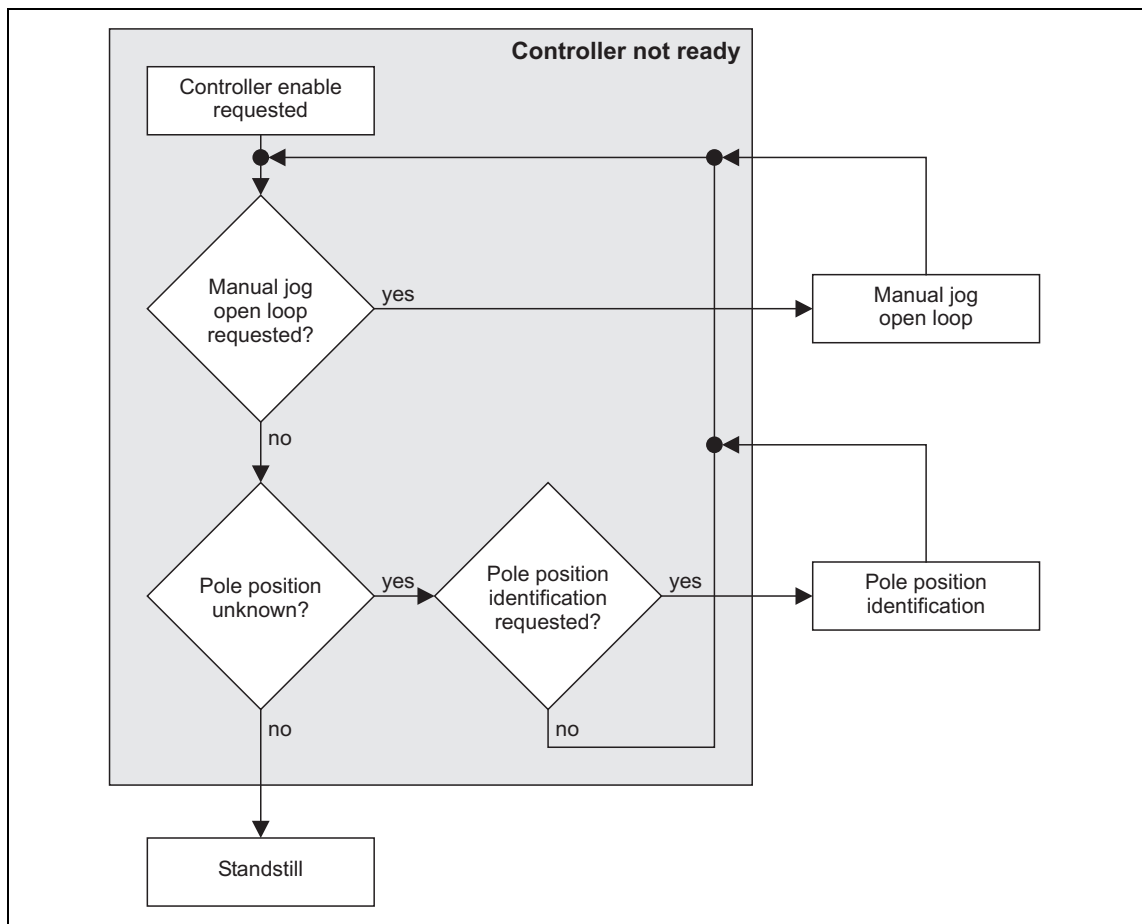 Controller not ready
Controller enable
requested
Manual jog
open loop
requested?
yes
Manual jog
open loop
no
Pole position
unknown?
yes
Pole position
identification
requested?
yes
Pole position
identification
no
no
Standstill